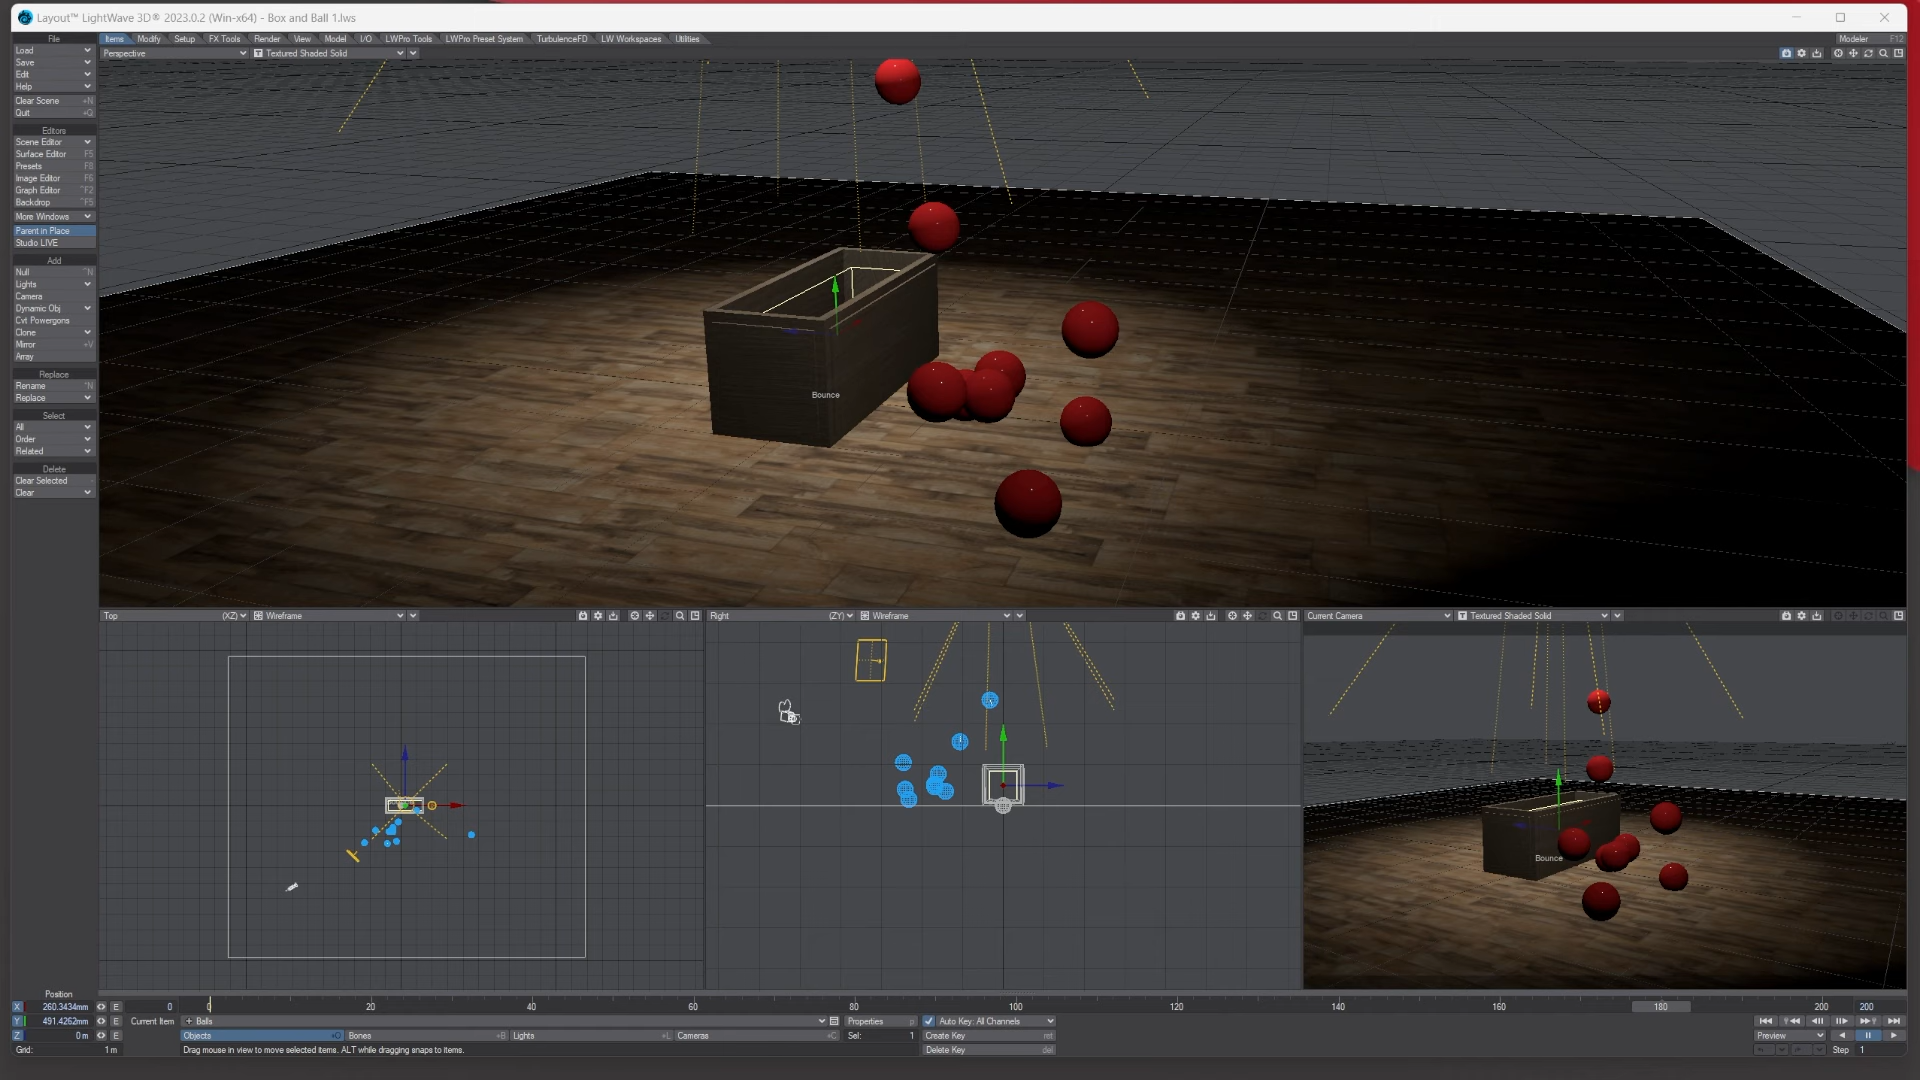 Layout™ LightWave 3D® 2023.0.2 (Win-x64) - Box and Ball 1.lws
File
Items Modify Setup FX Tools Render View Model I/O LWPro Tools LWPro Preset System TurbulenceFD LW Workspaces Utilities
Modeler F12
Load
Perspective
Textured Shaded Solid
Save
Edit
Help
Clear Scene +N
Quit +Q
Editors
Scene Editor
Surface Editor F5
Presets F8
Image Editor F6
Graph Editor ^F2
Backdrop ^F5
More Windows
Parent in Place
Studio LIVE
Add
Null ^N
Lights
Camera
Dynamic Obj
Cvt Powergons
Clone
Mirror +V
Array
Replace
Rename ^N
Replace
Select
All
Order
Related
Delete
Clear Selected -
Clear
Bounce
Top (XZ) Wireframe
Right (ZY) Wireframe
Current Camera Textured Shaded Solid
Bounce
Position
X 260.3434mm E 0 0 20 40 60 80 100 120 140 160 180 200 200
Y 491.4262mm E Current Item + Balls Properties p Auto Key: All Channels
Z 0 m E Objects +O Bones +B Lights +L Cameras +C Sel: 1 Create Key ret Preview
Grid: 1 m Drag mouse in view to move selected items. ALT while dragging snaps to items. Delete Key del Step 1